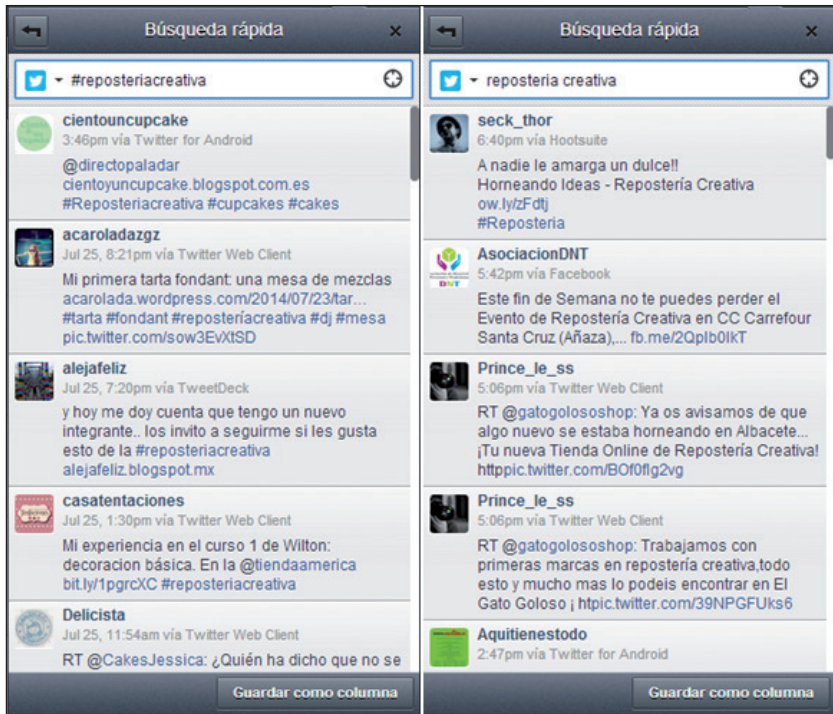 Búsqueda rápida
#reposteriacreativa
cientouncupcake
3:46pm vía Twitter for Android
@directopaladar
cientoyuncupcake.blogspot.com.es
#Reposteriacreativa #cupcakes #cakes
acaroladazgz
Jul 25, 8:21pm vía Twitter Web Client
Mi primera tarta fondant: una mesa de mezclas
acarolada.wordpress.com/2014/07/23/tar…
#tarta #fondant #reposteríacreativa #dj #mesa
pic.twitter.com/sow3EvXtSD
alejafeliz
Jul 25, 7:20pm vía TweetDeck
y hoy me doy cuenta que tengo un nuevo
integrante.. los invito a seguirme si les gusta
esto de la #reposteriacreativa
alejafeliz.blogspot.mx
casatentaciones
Jul 25, 1:30pm vía Twitter Web Client
Mi experiencia en el curso 1 de Wilton:
decoracion básica. En la @tiendaamerica
bit.ly/1pgrcXC #reposteriacreativa
Delicista
Jul 25, 11:54am vía Twitter Web Client
RT @CakesJessica: ¿Quién ha dicho que no se
Guardar como columna
Búsqueda rápida
reposteria creativa
seck_thor
6:40pm vía Hootsuite
A nadie le amarga un dulce!!
Horneando Ideas - Repostería Creativa
ow.ly/zFdtj
#Reposteria
AsociacionDNT
5:42pm vía Facebook
Este fin de Semana no te puedes perder el
Evento de Repostería Creativa en CC Carrefour
Santa Cruz (Añaza),... fb.me/2Qplb0lkT
Prince_le_ss
5:06pm vía Twitter Web Client
RT @gatogolososhop: Ya os avisamos de que
algo nuevo se estaba horneando en Albacete...
¡Tu nueva Tienda Online de Repostería Creativa!
httppic.twitter.com/BOf0flg2vg
Prince_le_ss
5:06pm vía Twitter Web Client
RT @gatogolososhop: Trabajamos con
primeras marcas en repostería creativa,todo
esto y mucho mas lo podeis encontrar en El
Gato Goloso ¡ htpic.twitter.com/39NPGFUks6
Aquitienestodo
2:47pm vía Twitter for Android
Guardar como columna